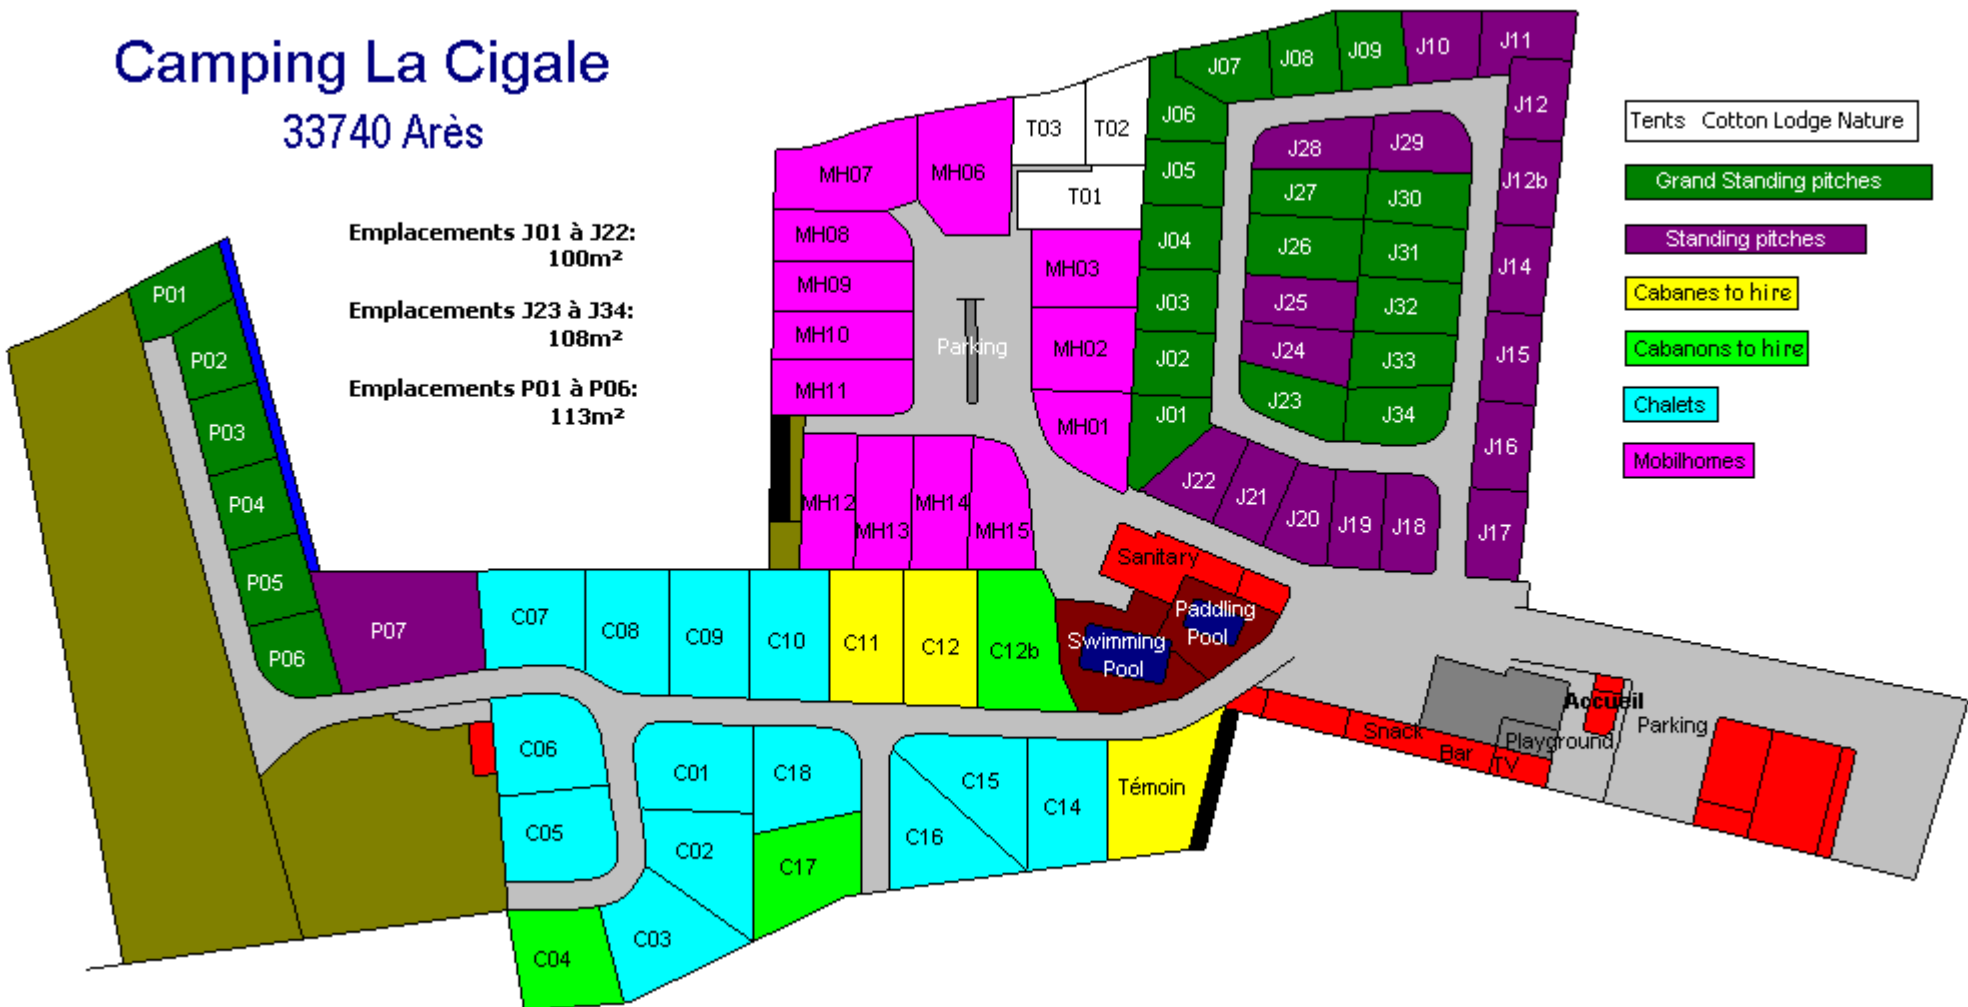 Camping La Cigale
33740 Arès
Emplacements J01 à J22:
100m²
Emplacements J23 à J34:
108m²
Emplacements P01 à P06:
113m²
Tents Cotton Lodge Nature
Grand Standing pitches
Standing pitches
Cabanes to hire
Cabanons to hire
Chalets
Mobilhomes
P01
P02
P03
P04
P05
P06
P07
MH07
MH06
MH08
MH09
MH10
MH11
MH12
MH13
MH14
MH15
MH03
MH02
MH01
Parking
T03
T02
T01
J07
J08
J09
J10
J11
J06
J05
J04
J03
J02
J01
J28
J29
J27
J30
J26
J31
J25
J32
J24
J33
J23
J34
J12
J12b
J14
J15
J16
J17
J22
J21
J20
J19
J18
Sanitary
Paddling
Pool
Swimming
Pool
C07
C08
C09
C10
C11
C12
C12b
C06
C05
C01
C18
C02
C17
C03
C04
C15
C16
C14
Témoin
Accueil
Snack
Bar
TV
Playground
Parking